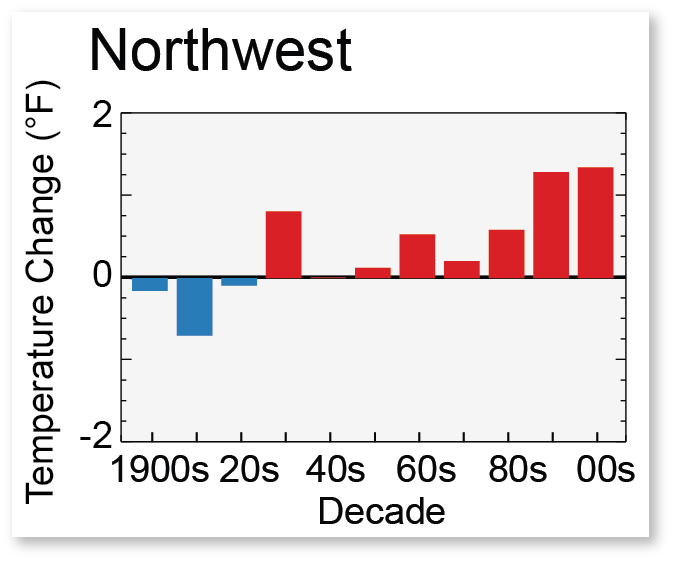 Northwest
Temperature Change (°F)
2
0
-2
1900s 20s 40s 60s 80s 00s
Decade